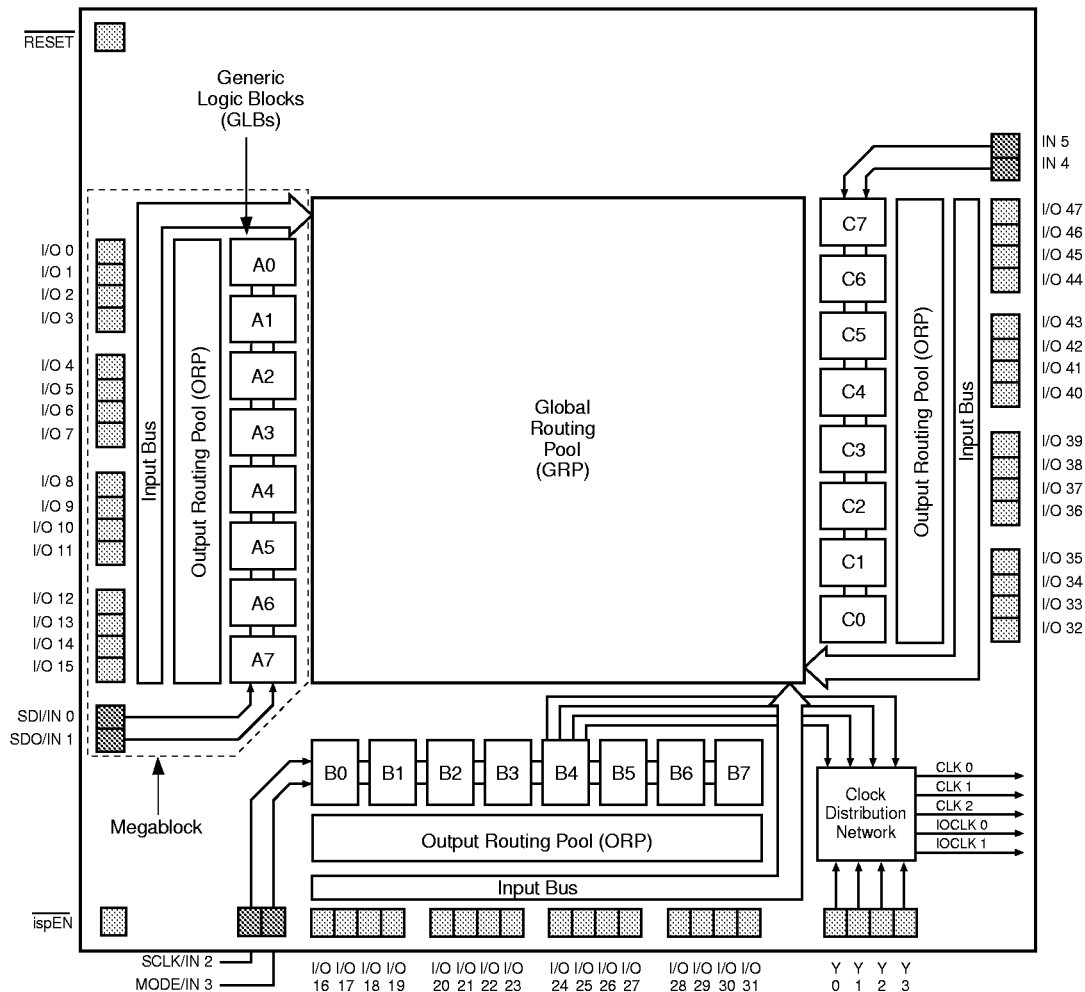 RESET
Generic
Logic Blocks
(GLBs)
IN 5
IN 4
I/O 0
I/O 1
I/O 2
I/O 3
I/O 4
I/O 5
I/O 6
I/O 7
I/O 8
I/O 9
I/O 10
I/O 11
I/O 12
I/O 13
I/O 14
I/O 15
SDI/IN 0
SDO/IN 1
Input Bus
Output Routing Pool (ORP)
A0
A1
A2
A3
A4
A5
A6
A7
Global
Routing
Pool
(GRP)
C7
C6
C5
C4
C3
C2
C1
C0
Output Routing Pool (ORP)
Input Bus
I/O 47
I/O 46
I/O 45
I/O 44
I/O 43
I/O 42
I/O 41
I/O 40
I/O 39
I/O 38
I/O 37
I/O 36
I/O 35
I/O 34
I/O 33
I/O 32
Megablock
B0 B1 B2 B3 B4 B5 B6 B7
Output Routing Pool (ORP)
Input Bus
Clock
Distribution
Network
CLK 0
CLK 1
CLK 2
IOCLK 0
IOCLK 1
ispEN
SCLK/IN 2
MODE/IN 3
I/O I/O I/O I/O I/O I/O I/O I/O I/O I/O I/O I/O I/O I/O I/O I/O Y Y Y Y
16 17 18 19 20 21 22 23 24 25 26 27 28 29 30 31 0 1 2 3